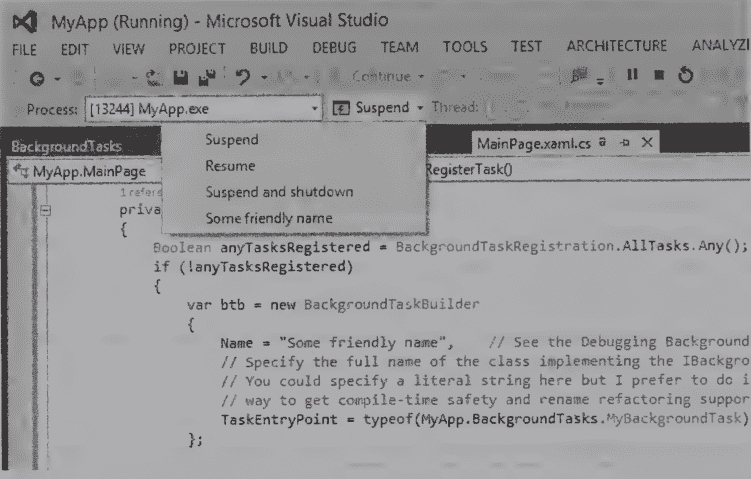 MyApp (Running) - Microsoft Visual Studio
FILE EDIT VIEW PROJECT BUILD DEBUG TEAM TOOLS TEST ARCHITECTURE ANALYZI
Continue
Process: [13244] MyApp.exe Suspend Thread:
Suspend
Resume
Suspend and shutdown
Some friendly name
BackgroundTasks MainPage.xaml.cs
MyApp.MainPage RegisterTask()
1 refere
priva
{
Boolean anyTasksRegistered = BackgroundTaskRegistration.AllTasks.Any();
if (!anyTasksRegistered)
{
var btb = new BackgroundTaskBuilder
{
Name = "Some friendly name", // See the Debugging Background
// Specify the full name of the class implementing the IBackgro
// You could specify a literal string here but I prefer to do i
// way to get compile-time safety and rename refactoring suppor
TaskEntryPoint = typeof(MyApp.BackgroundTasks.MyBackgroundTask)
};